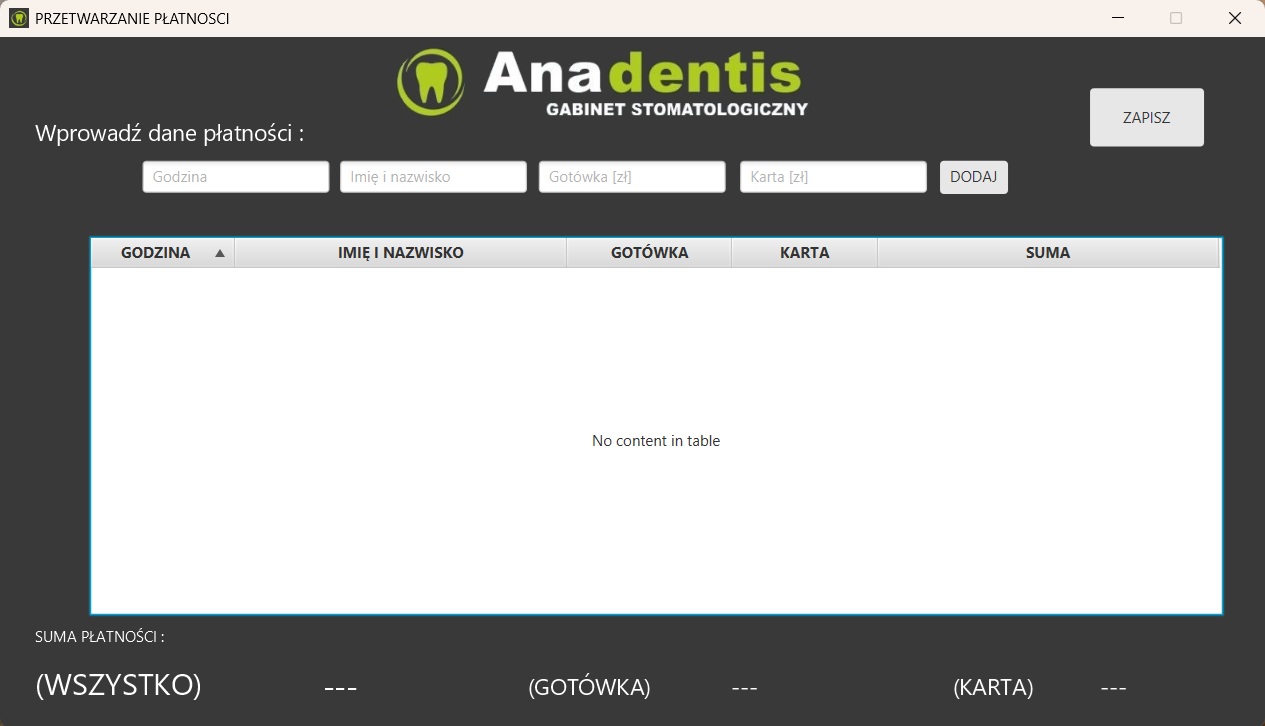 PRZETWARZANIE PŁATNOSCI
Anadentis
GABINET STOMATOLOGICZNY
ZAPISZ
Wprowadź dane płatności :
Godzina Imię i nazwisko Gotówka [zł] Karta [zł] DODAJ
GODZINA IMIĘ I NAZWISKO GOTÓWKA KARTA SUMA
No content in table
SUMA PŁATNOŚCI :
(WSZYSTKO) --- (GOTÓWKA) --- (KARTA) ---